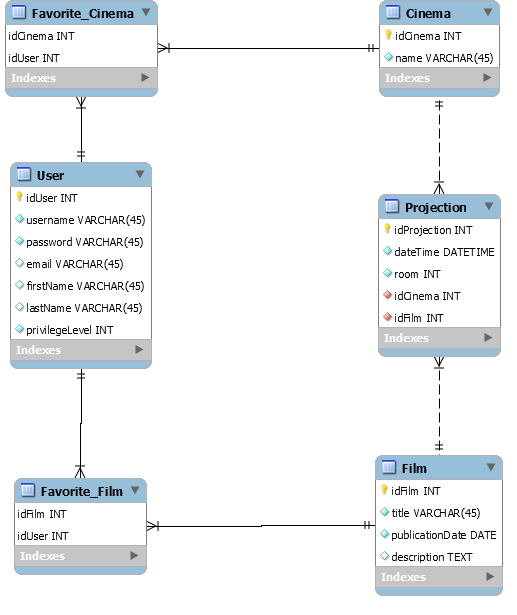 Favorite_Cinema
idCinema INT
idUser INT
Indexes
Cinema
idCinema INT
name VARCHAR(45)
Indexes
User
idUser INT
username VARCHAR(45)
password VARCHAR(45)
email VARCHAR(45)
firstName VARCHAR(45)
lastName VARCHAR(45)
privilegeLevel INT
Indexes
Projection
idProjection INT
dateTime DATETIME
room INT
idCinema INT
idFilm INT
Indexes
Favorite_Film
idFilm INT
idUser INT
Indexes
Film
idFilm INT
title VARCHAR(45)
publicationDate DATE
description TEXT
Indexes